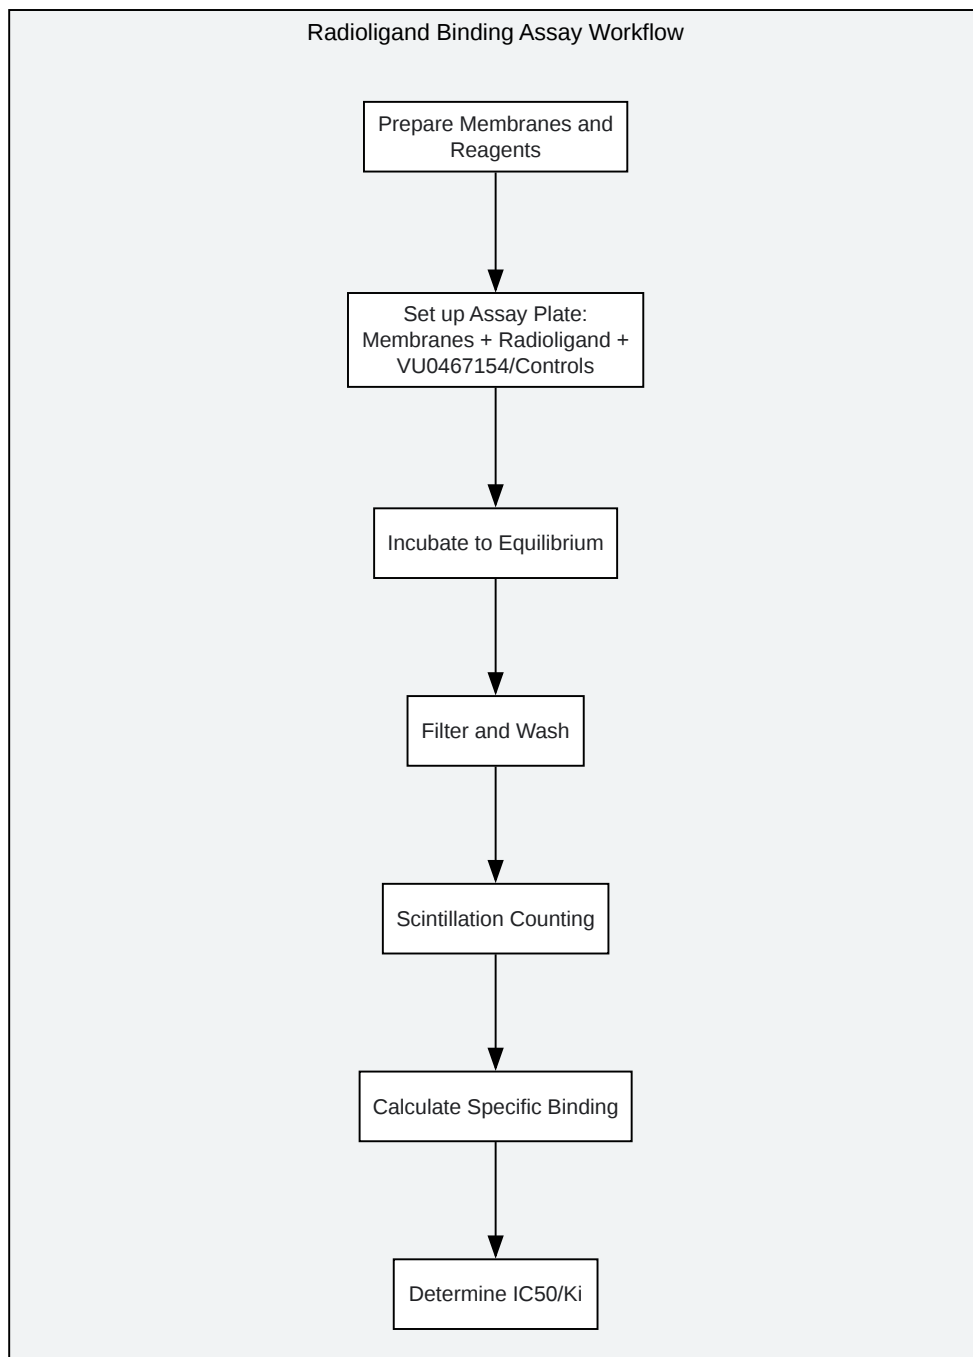 Radioligand Binding Assay Workflow
Prepare Membranes and
Reagents
Set up Assay Plate:
Membranes + Radioligand +
VU0467154/Controls
Incubate to Equilibrium
Filter and Wash
Scintillation Counting
Calculate Specific Binding
Determine IC50/Ki